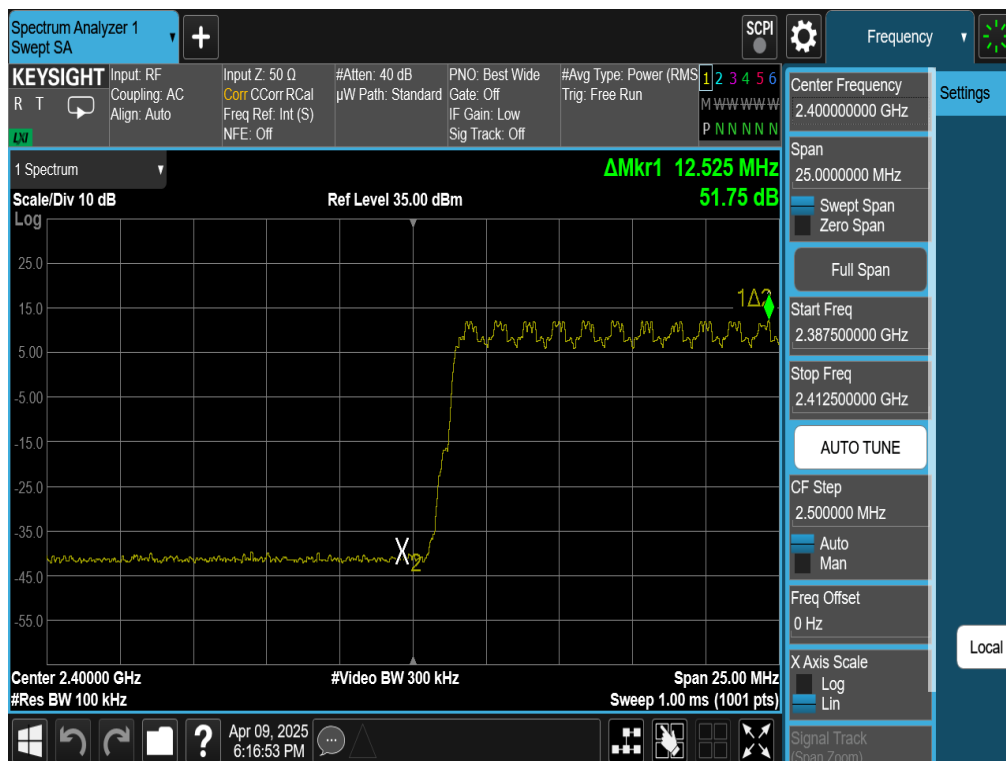 Spectrum Analyzer 1
Swept SA
+
SCPI
Frequency
KEYSIGHT
R T
LXI
Input: RF
Coupling: AC
Align: Auto
Input Z: 50 Ω
Corr CCorr RCal
Freq Ref: Int (S)
NFE: Off
#Atten: 40 dB
µW Path: Standard
PNO: Best Wide
Gate: Off
IF Gain: Low
Sig Track: Off
#Avg Type: Power (RMS
Trig: Free Run
1 2 3 4 5 6
M W W W W W
P N N N N N
Settings
1 Spectrum
Scale/Div 10 dB
Log
Ref Level 35.00 dBm
ΔMkr1 12.525 MHz
51.75 dB
25.0
15.0
5.00
-5.00
-15.0
-25.0
-35.0
-45.0
-55.0
1Δ2
X
2
Center 2.40000 GHz
#Res BW 100 kHz
#Video BW 300 kHz
Span 25.00 MHz
Sweep 1.00 ms (1001 pts)
Center Frequency
2.400000000 GHz
Span
25.0000000 MHz
Swept Span
Zero Span
Full Span
Start Freq
2.387500000 GHz
Stop Freq
2.412500000 GHz
AUTO TUNE
CF Step
2.500000 MHz
Auto
Man
Freq Offset
0 Hz
X Axis Scale
Log
Lin
Signal Track
(Span Zoom)
Local
?
Apr 09, 2025
6:16:53 PM